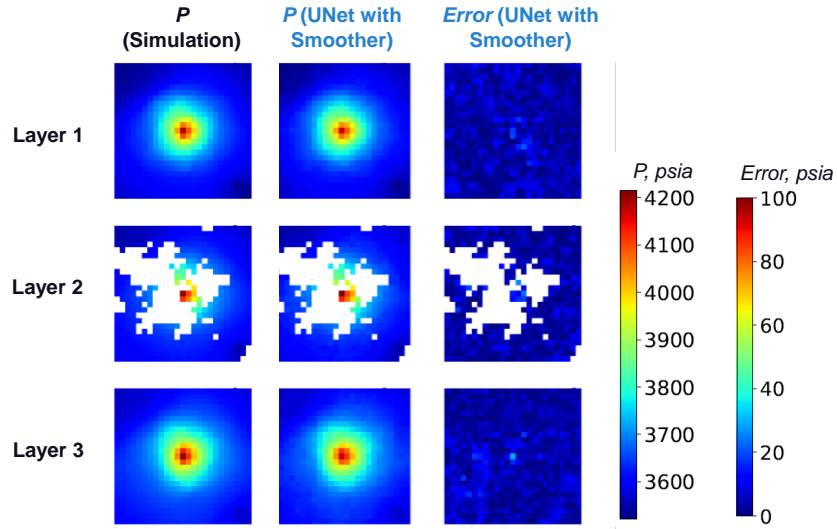 P
(Simulation)
P (UNet with
Smoother)
Error (UNet with
Smoother)
Layer 1
Layer 2
Layer 3
P, psia
4200
4100
4000
3900
3800
3700
3600
Error, psia
100
80
60
40
20
0